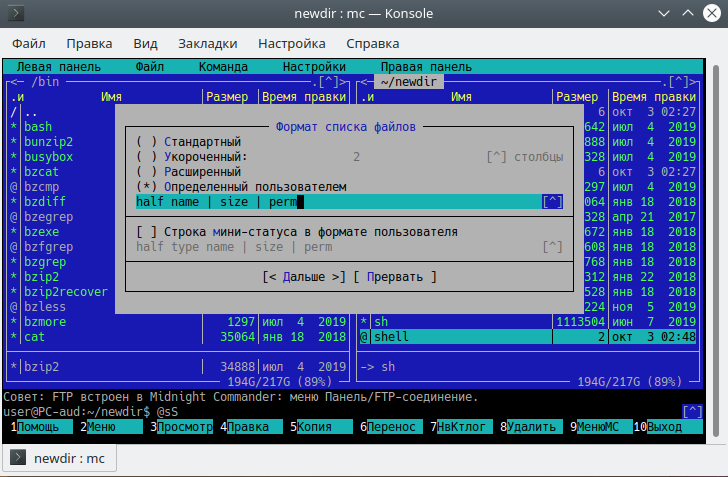 newdir : mc — Konsole
Файл Правка Вид Закладки Настройка Справка
Левая панель Файл Команда Настройки Правая панель
<– /bin .[^]> <– ~/newdir .[^]>
.и Имя Размер Время правки .и Имя Размер Время правки
/.. 6 окт 3 02:27
* bash 642 июл 4 2019
* bunzip2 888 июл 4 2019
* busybox 328 июл 4 2019
* bzcat 6 окт 3 02:27
@ bzcmp 297 июл 4 2019
* bzdiff 064 янв 18 2018
@ bzegrep 328 апр 21 2017
* bzexe 672 янв 18 2018
@ bzfgrep 608 янв 18 2018
* bzgrep 768 янв 18 2018
* bzip2 312 янв 22 2018
* bzip2recover 528 янв 18 2018
@ bzless 224 ноя 5 2019
Формат списка файлов
( ) Стандартный
( ) Укороченный: 2 [^] столбцы
( ) Расширенный
(*) Определенный пользователем
half name | size | perm [^]
[ ] Строка мини-статуса в формате пользователя
half type name | size | perm [^]
[< Дальше >] [ Прервать ]
* bzmore 1297 июл 4 2019 * sh 1113504 июн 7 2019
* cat 35064 янв 18 2018 @ shell 2 окт 3 02:48
* bzip2 34888 июл 4 2019 -> sh
194G/217G (89%) 194G/217G (89%)
Совет: FTP встроен в Midnight Commander: меню Панель/FTP-соединение.
user@PC-aud:~/newdir$ @sS [^]
1Помощь 2Меню 3Просмотр 4Правка 5Копия 6Перенос 7НвКтлог 8Удалить 9МенюМС 10Выход
newdir : mc